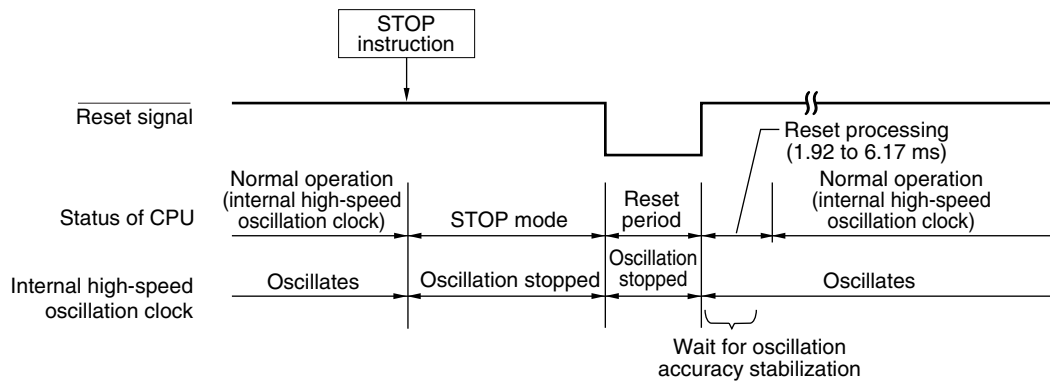 STOP
instruction
Reset signal
Reset processing
(1.92 to 6.17 ms)
Status of CPU
Normal operation
(internal high-speed
oscillation clock)
STOP mode
Reset
period
Normal operation
(internal high-speed
oscillation clock)
Internal high-speed
oscillation clock
Oscillates
Oscillation stopped
Oscillation
stopped
Oscillates
Wait for oscillation
accuracy stabilization